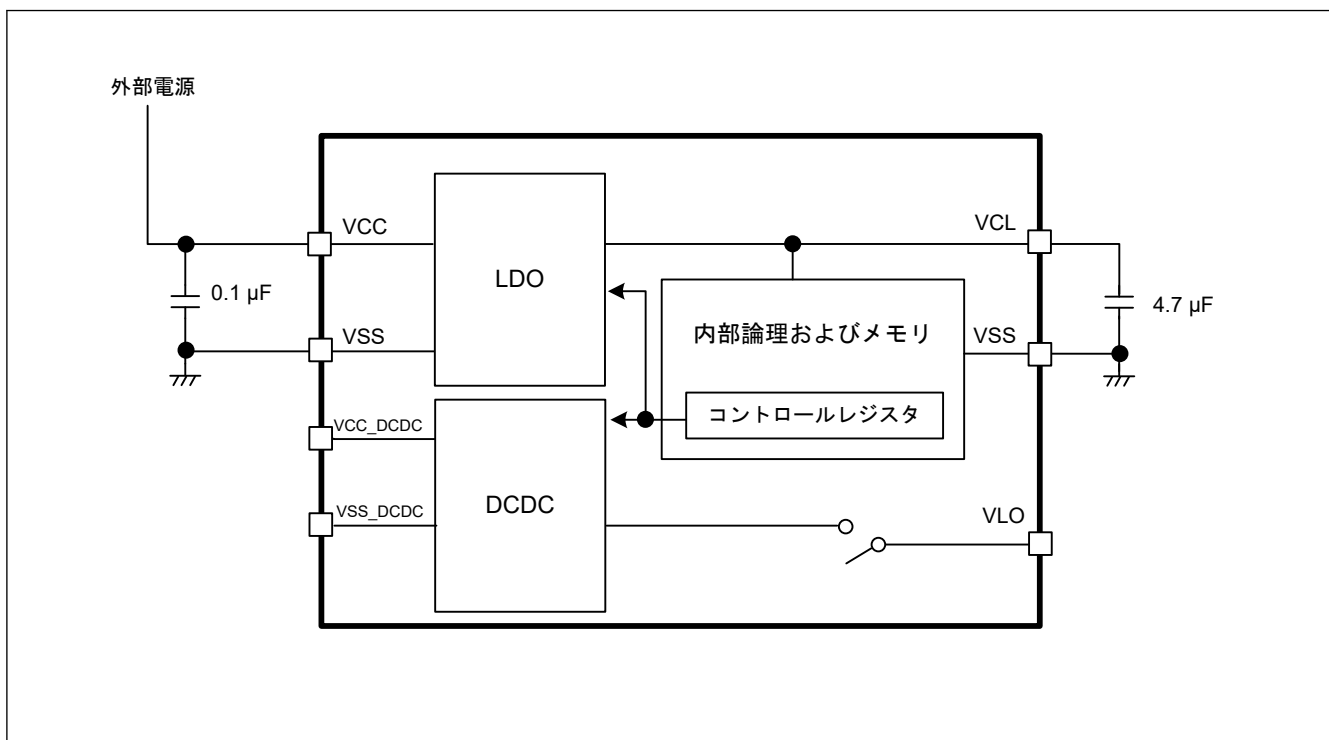 外部電源
VCC
VCL
LDO
0.1 µF
4.7 µF
内部論理およびメモリ
VSS
VSS
コントロールレジスタ
VCC_DCDC
DCDC
VSS_DCDC
VLO